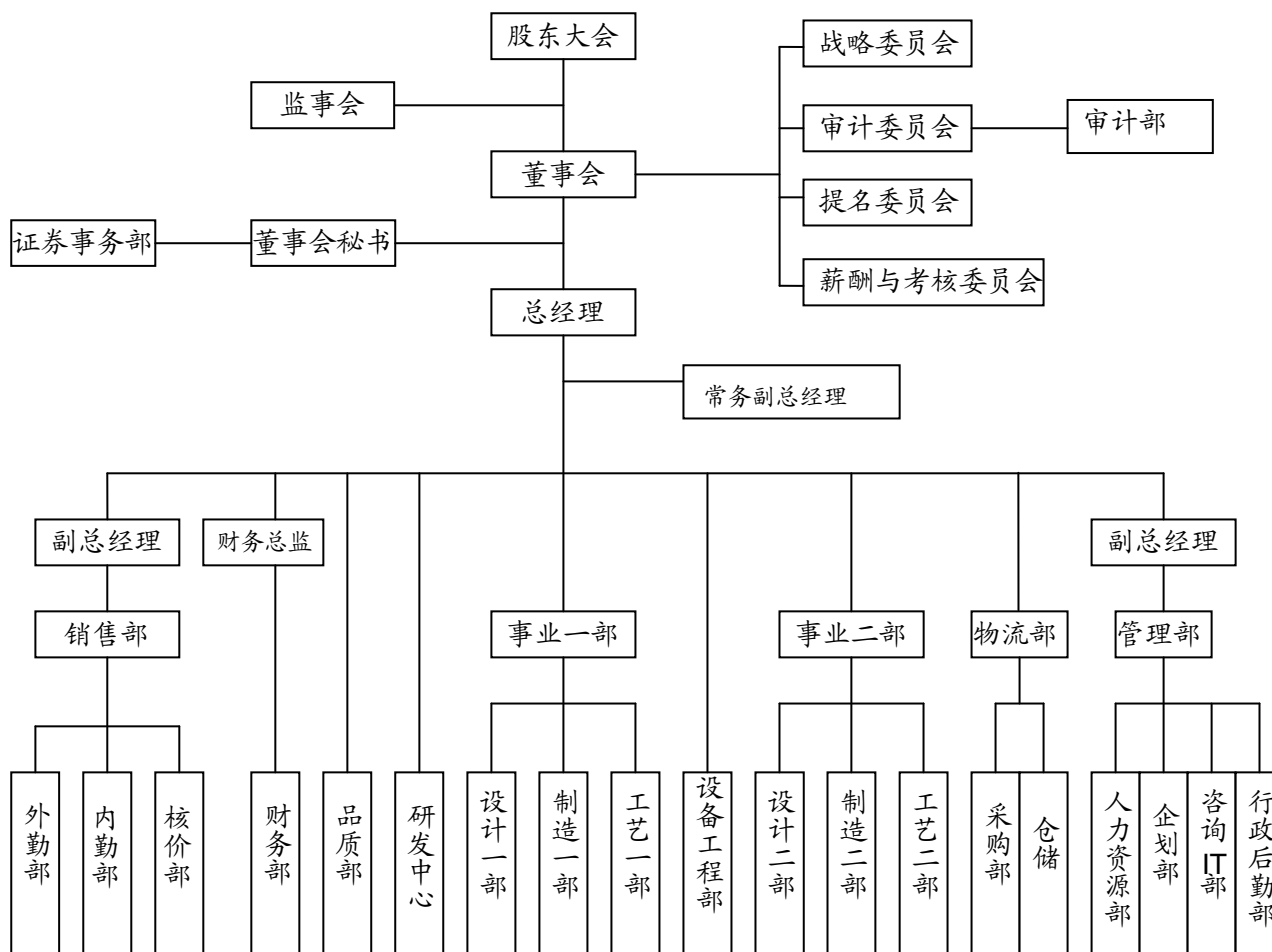 股东大会
战略委员会
监事会
审计委员会
审计部
董事会
提名委员会
证券事务部
董事会秘书
薪酬与考核委员会
总经理
常务副总经理
副总经理
财务总监
副总经理
销售部
事业一部
事业二部
物流部
管理部
外勤部
内勤部
核价部
财务部
品质部
研发中心
设计一部
制造一部
工艺一部
设备工程部
设计二部
制造二部
工艺二部
采购部
仓储
人力资源部
企划部
咨询IT部
行政后勤部